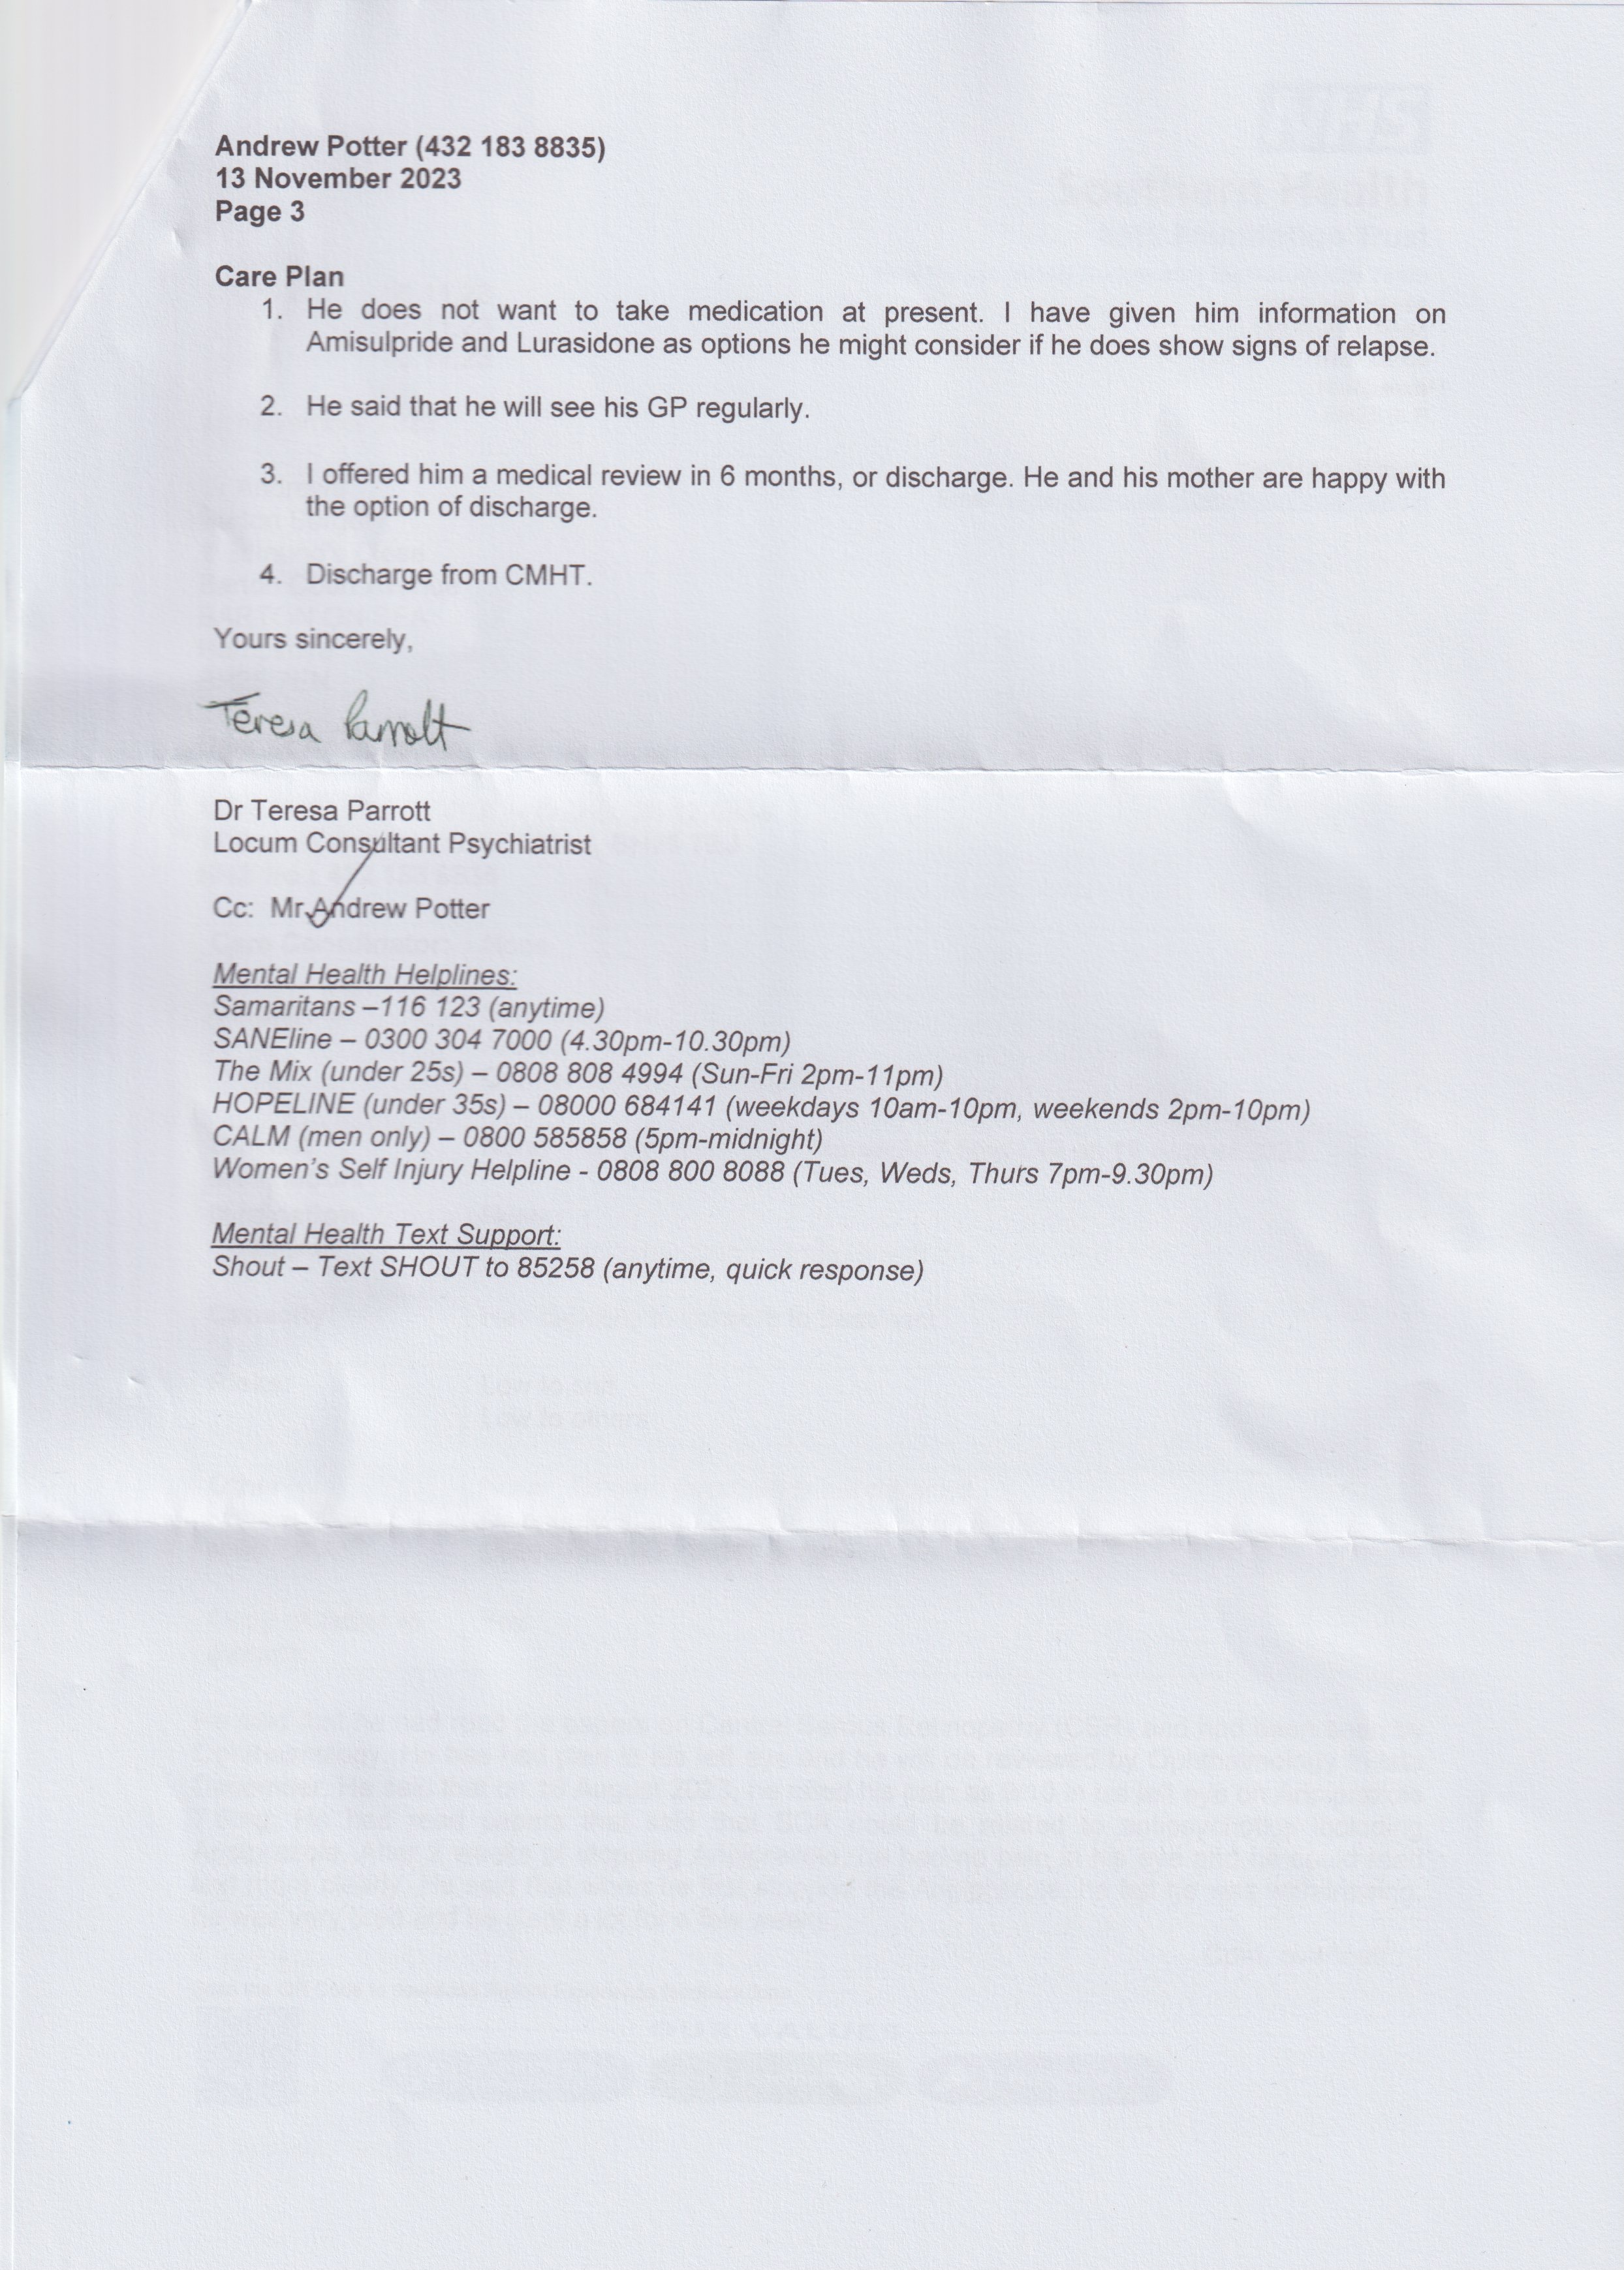 Andrew Potter (432 183 8835)
13 November 2023
Page 3
Care Plan
1. He does not want to take medication at present. I have given him information on
Amisulpride and Lurasidone as options he might consider if he does show signs of relapse.
2. He said that he will see his GP regularly.
3. I offered him a medical review in 6 months, or discharge. He and his mother are happy with
the option of discharge.
4. Discharge from CMHT.
Yours sincerely,
Teresa Parrott
Dr Teresa Parrott
Locum Consultant Psychiatrist
Cc: Mr Andrew Potter
Mental Health Helplines:
Samaritans –116 123 (anytime)
SANEline – 0300 304 7000 (4.30pm-10.30pm)
The Mix (under 25s) – 0808 808 4994 (Sun-Fri 2pm-11pm)
HOPELINE (under 35s) – 08000 684141 (weekdays 10am-10pm, weekends 2pm-10pm)
CALM (men only) – 0800 585858 (5pm-midnight)
Women's Self Injury Helpline - 0808 800 8088 (Tues, Weds, Thurs 7pm-9.30pm)
Mental Health Text Support:
Shout – Text SHOUT to 85258 (anytime, quick response)